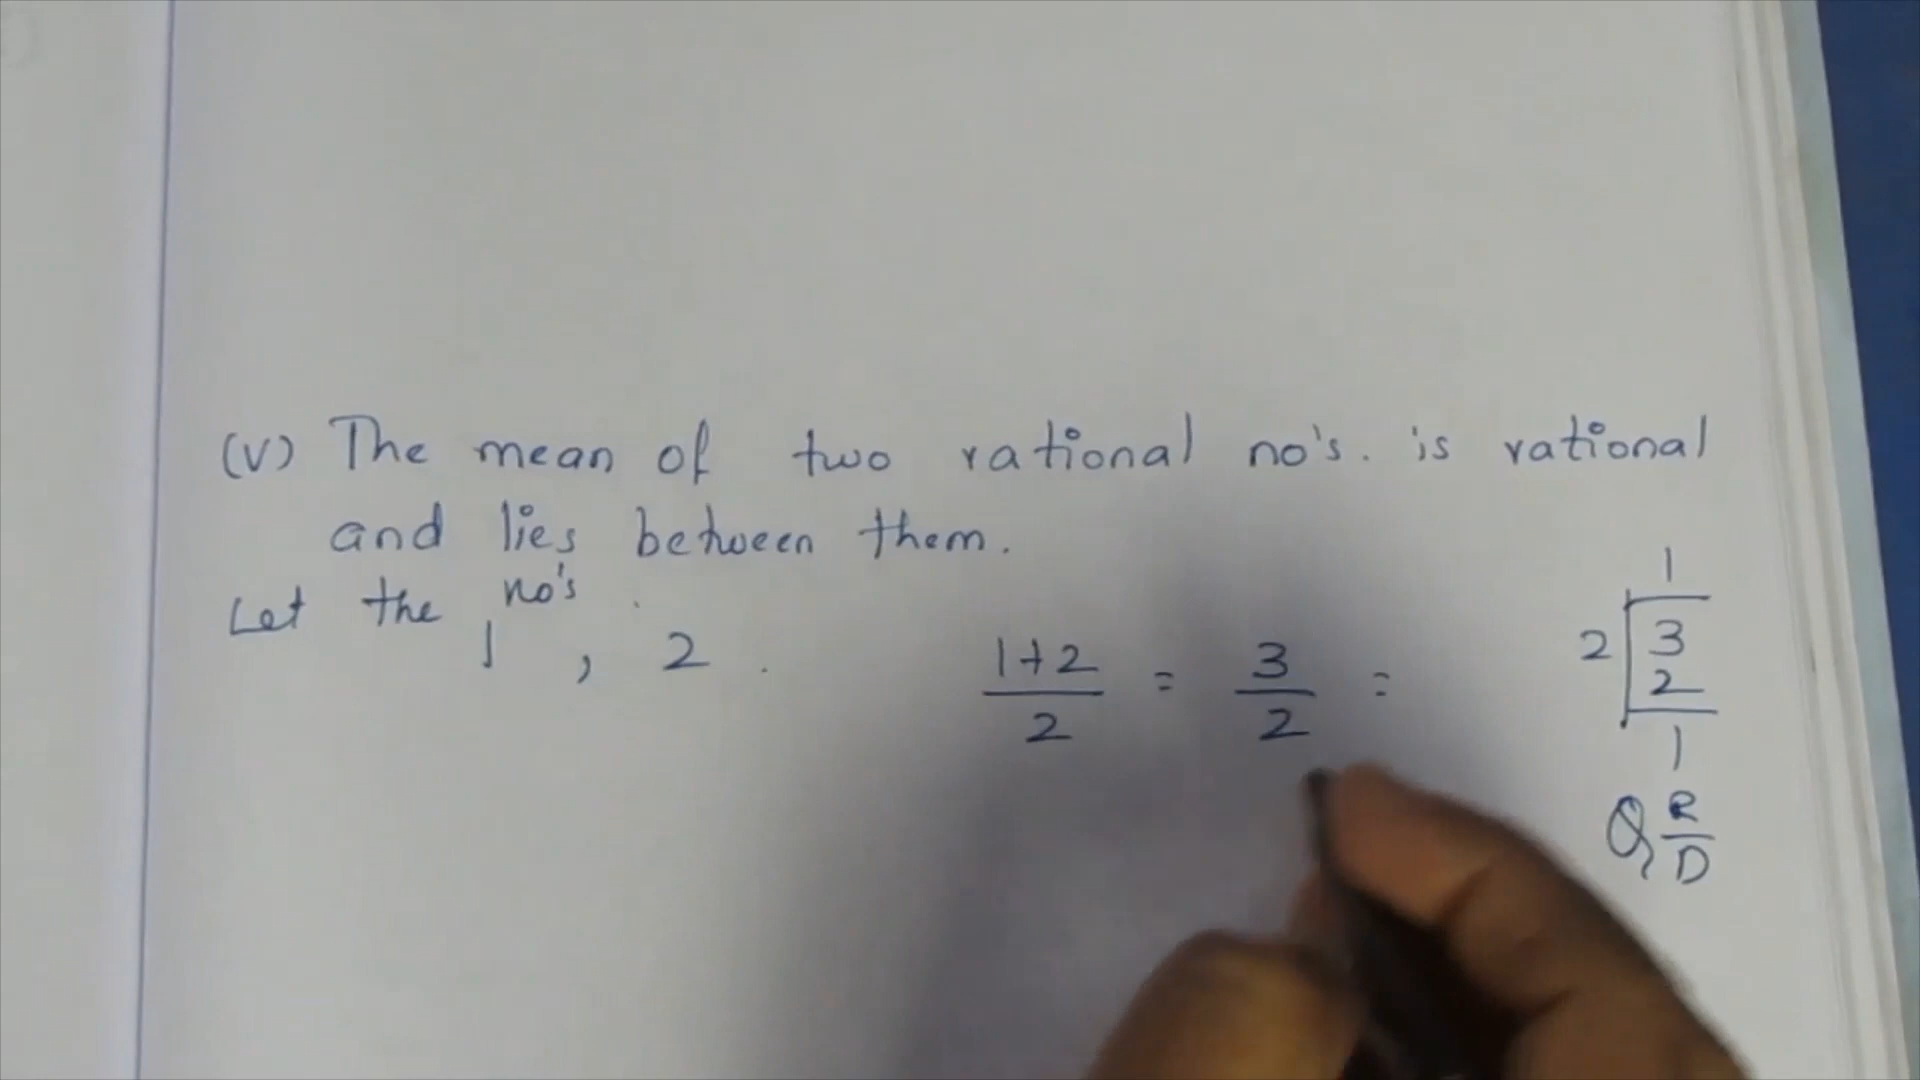 (V) The mean of two rational no's. is rational
and lies between them.
Let the no's
1 , 2 .
1+2/2 = 3/2 =
1
2 3
2
1
Q R/D